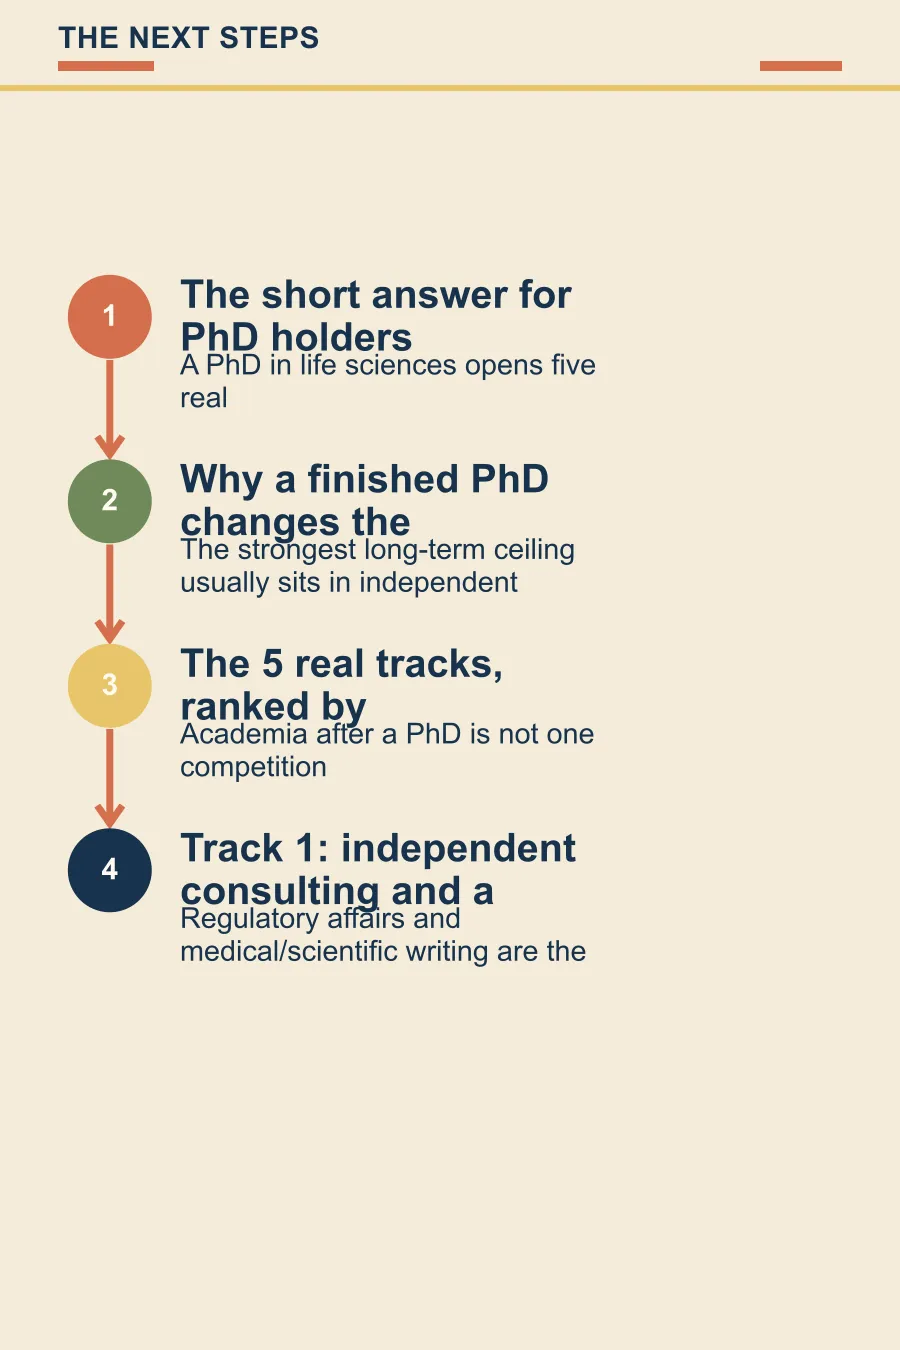 THE NEXT STEPS
1
The short answer for
PhD holders
A PhD in life sciences opens five
real
2
Why a finished PhD
changes the
The strongest long-term ceiling
usually sits in independent
3
The 5 real tracks,
ranked by
Academia after a PhD is not one
competition
4
Track 1: independent
consulting and a
Regulatory affairs and
medical/scientific writing are the